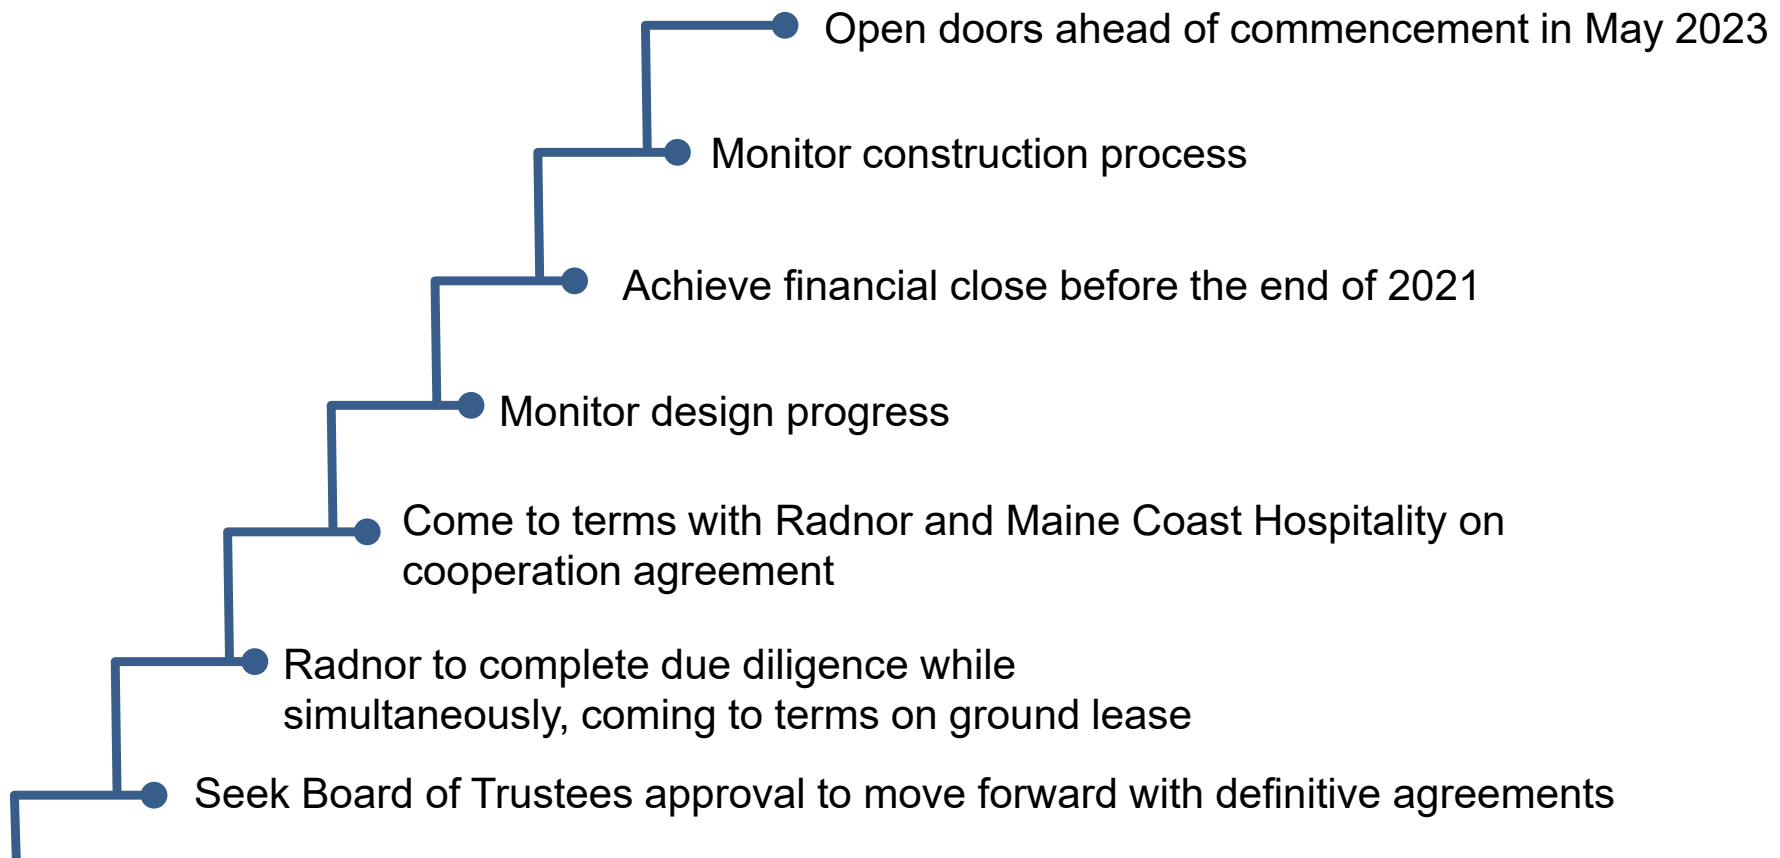 Open doors ahead of commencement in May 2023
Monitor construction process
Achieve financial close before the end of 2021
Monitor design progress
Come to terms with Radnor and Maine Coast Hospitality on
cooperation agreement
Radnor to complete due diligence while
simultaneously, coming to terms on ground lease
Seek Board of Trustees approval to move forward with definitive agreements